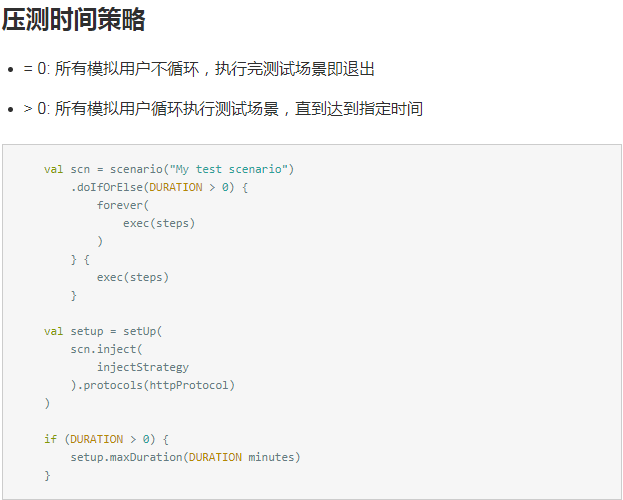 压测时间策略
= 0: 所有模拟用户不循环，执行完测试场景即退出
> 0: 所有模拟用户循环执行测试场景，直到达到指定时间
val scn = scenario("My test scenario")
    .doIfOrElse(DURATION > 0) {
        forever(
            exec(steps)
        )
    } {
        exec(steps)
    }

val setup = setUp(
    scn.inject(
        injectStrategy
    ).protocols(httpProtocol)
)

if (DURATION > 0) {
    setup.maxDuration(DURATION minutes)
}